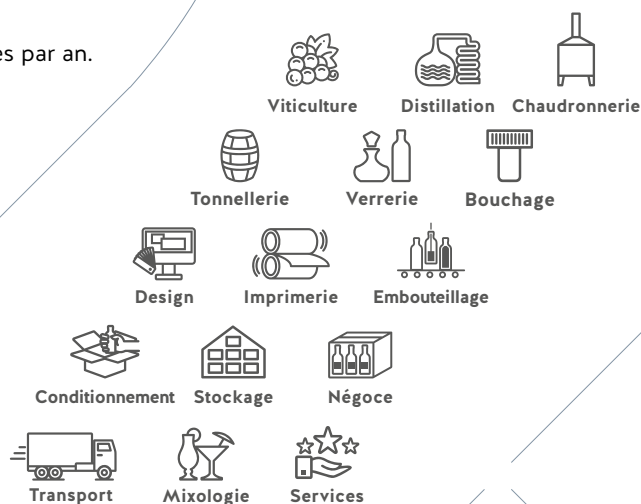 es par an.
Viticulture Distillation Chaudronnerie
Tonnellerie Verrerie Bouchage
Design Imprimerie Embouteillage
Conditionnement Stockage Négoce
Transport Mixologie Services